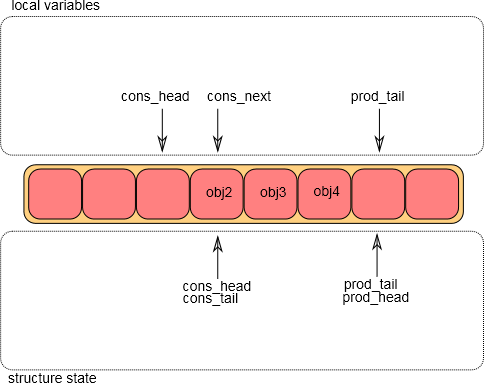 local variables
cons_head cons_next prod_tail
obj2 obj3 obj4
cons_head prod_tail
cons_tail prod_head
structure state